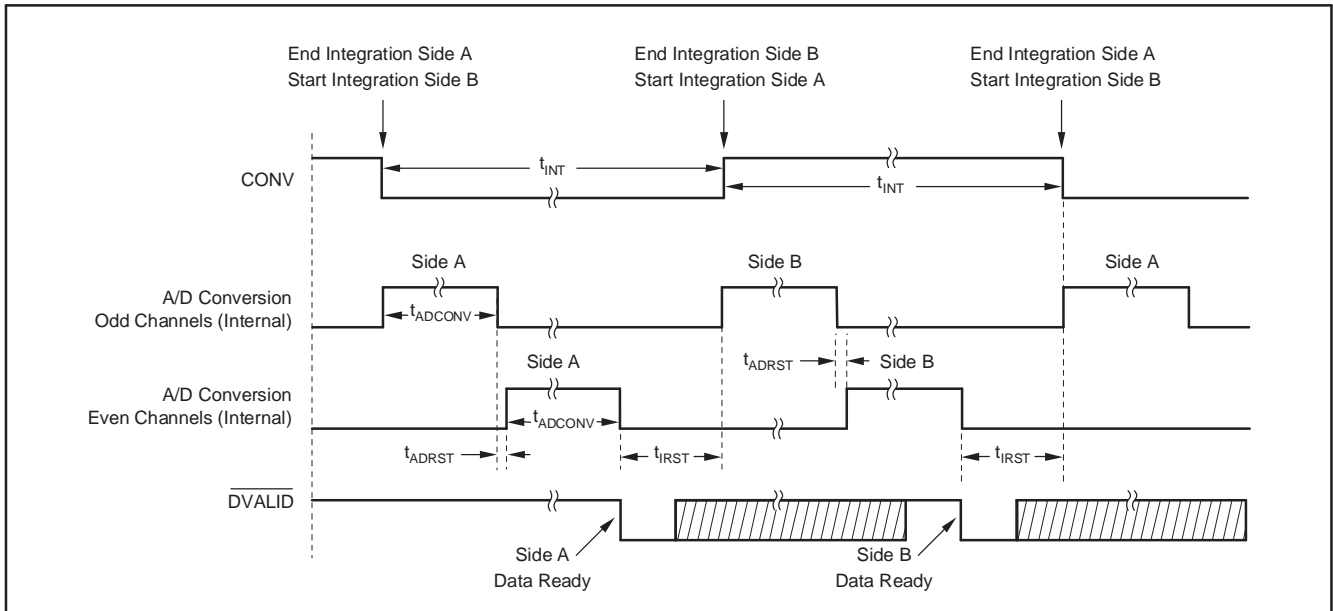 End Integration Side A
Start Integration Side B
End Integration Side B
Start Integration Side A
End Integration Side A
Start Integration Side B
CONV
tINT
tINT
A/D Conversion
Odd Channels (Internal)
Side A
tADCONV
Side B
Side A
A/D Conversion
Even Channels (Internal)
Side A
tADCONV
tADRST
Side B
tADRST
tIRST
tIRST
DVALID
Side A
Data Ready
Side B
Data Ready